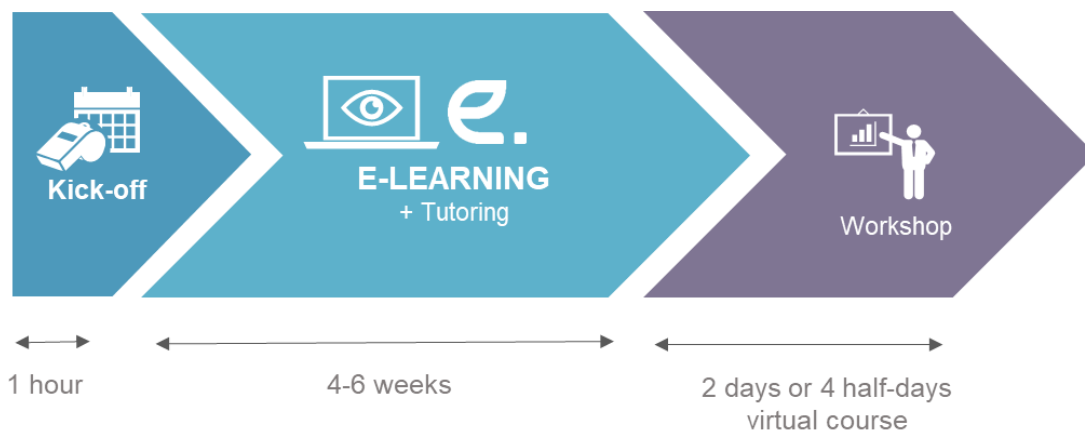 Kick-off
e.
E-LEARNING
+ Tutoring
Workshop
1 hour
4-6 weeks
2 days or 4 half-days
virtual course